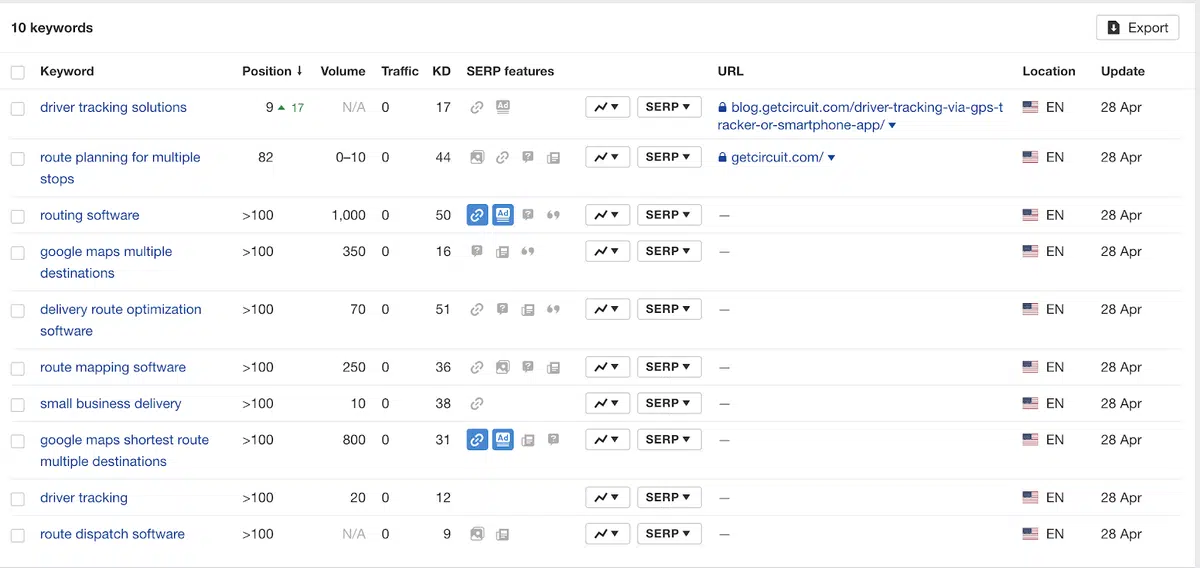 10 keywords
Export
Keyword Position ↓ Volume Traffic KD SERP features URL Location Update
driver tracking solutions 9 ▲ 17 N/A 0 17 Ad SERP ▼ blog.getcircuit.com/driver-tracking-via-gps-t EN 28 Apr
racker-or-smartphone-app/ ▼
route planning for multiple 82 0–10 0 44 SERP ▼ getcircuit.com/ ▼ EN 28 Apr
stops
routing software >100 1,000 0 50 Ad SERP ▼ — EN 28 Apr
google maps multiple >100 350 0 16 SERP ▼ — EN 28 Apr
destinations
delivery route optimization >100 70 0 51 SERP ▼ — EN 28 Apr
software
route mapping software >100 250 0 36 SERP ▼ — EN 28 Apr
small business delivery >100 10 0 38 SERP ▼ — EN 28 Apr
google maps shortest route >100 800 0 31 Ad SERP ▼ — EN 28 Apr
multiple destinations
driver tracking >100 20 0 12 SERP ▼ — EN 28 Apr
route dispatch software >100 N/A 0 9 SERP ▼ — EN 28 Apr